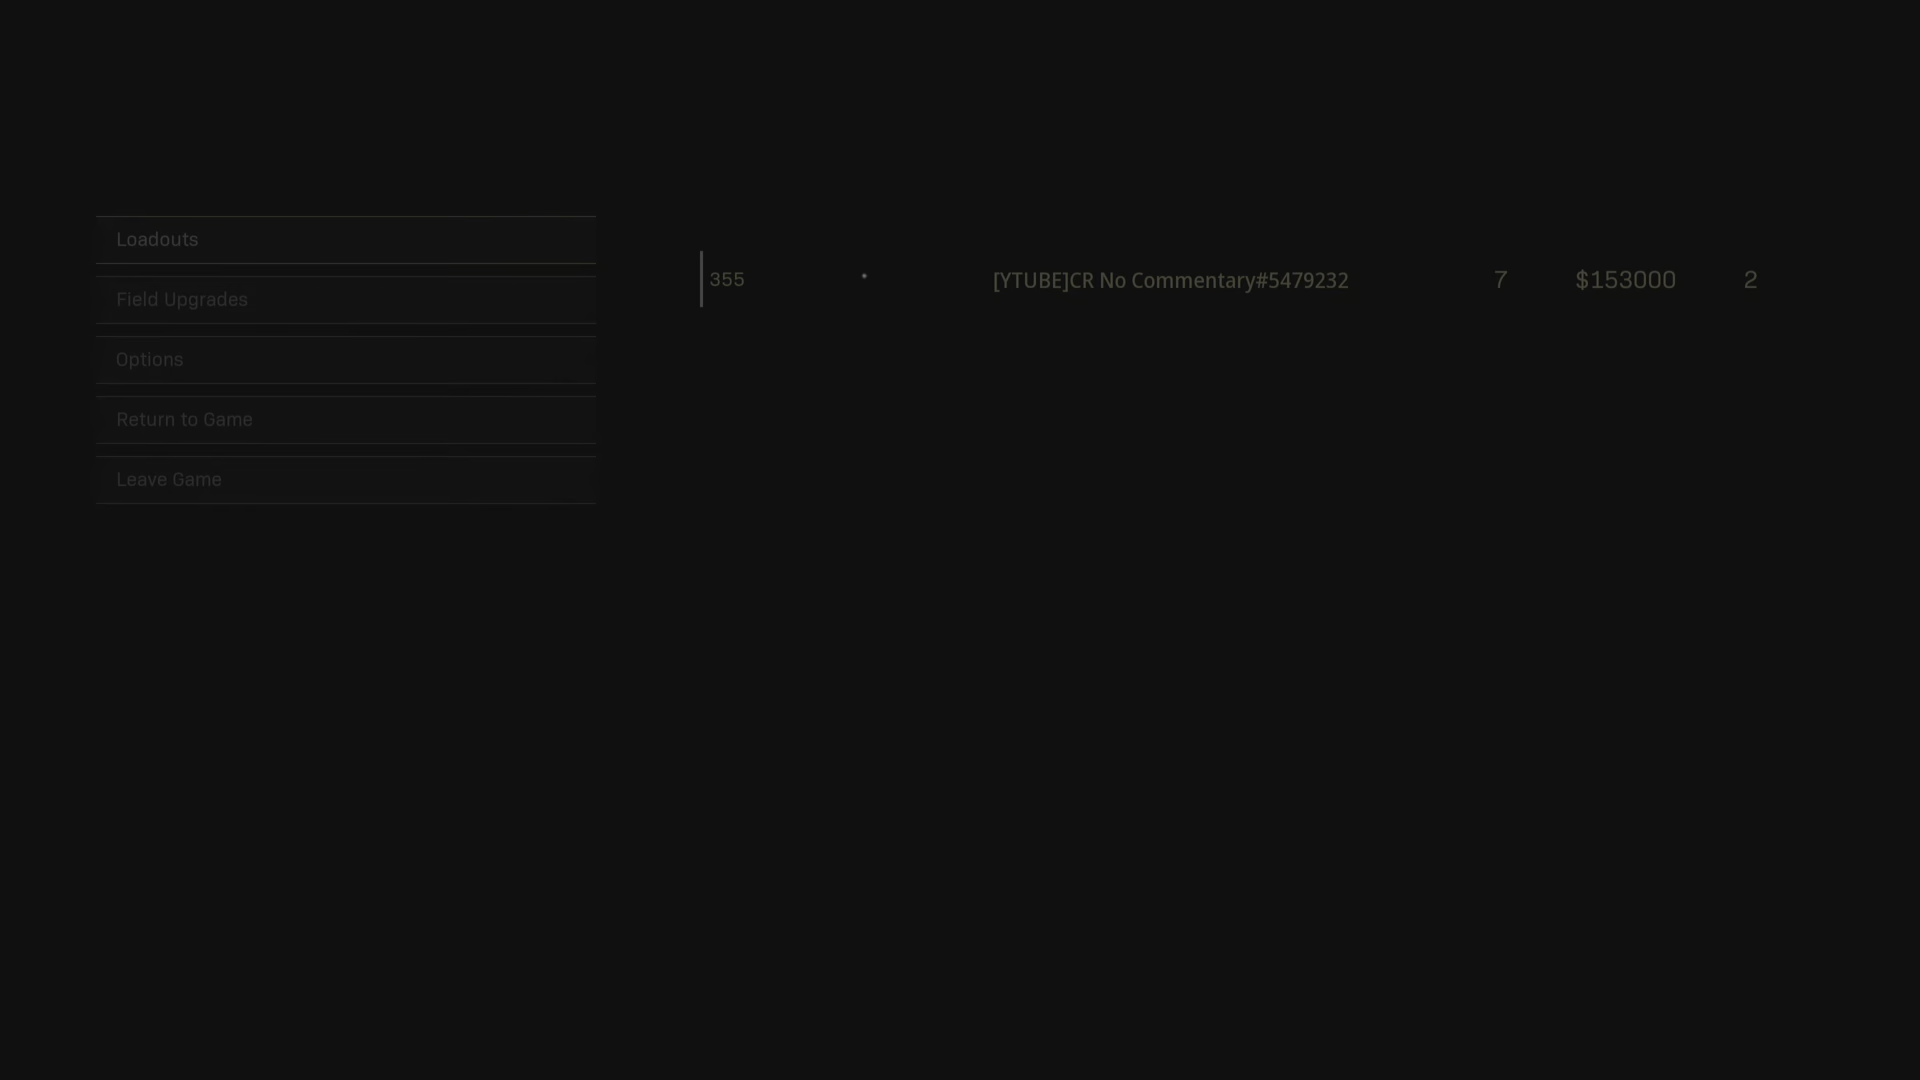 Loadouts
Field Upgrades
Options
Return to Game
Leave Game
355 [YTUBE]CR No Commentary#5479232 7 $153000 2